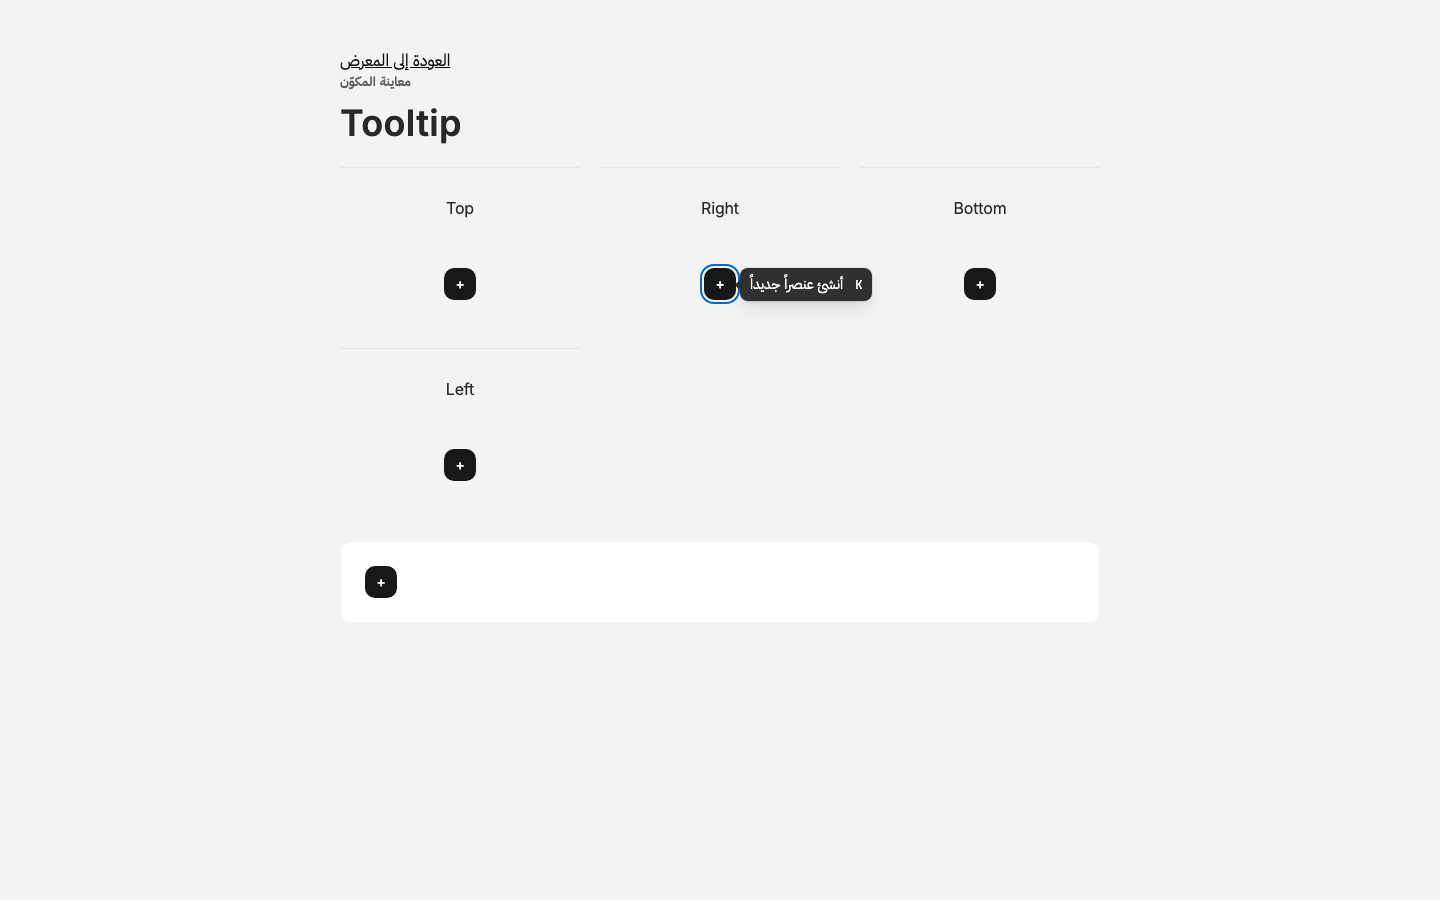 العودة إلى المعرض
معاينة المكوّن
Tooltip
Top
Right
Bottom
+
+
أنشئ عنصراً جديداً K
+
Left
+
+